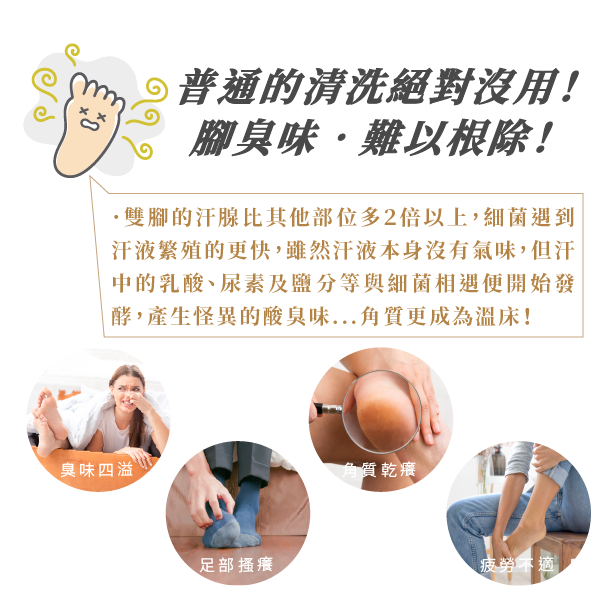 普通的清洗絕對沒用！
腳臭味・難以根除！
・雙腳的汗腺比其他部位多2倍以上，細菌遇到
汗液繁殖的更快，雖然汗液本身沒有氣味，但汗
中的乳酸、尿素及鹽分等與細菌相遇便開始發
酵，產生怪異的酸臭味...角質更成為溫床！
臭味四溢
角質乾癢
足部搔癢
疲勞不適